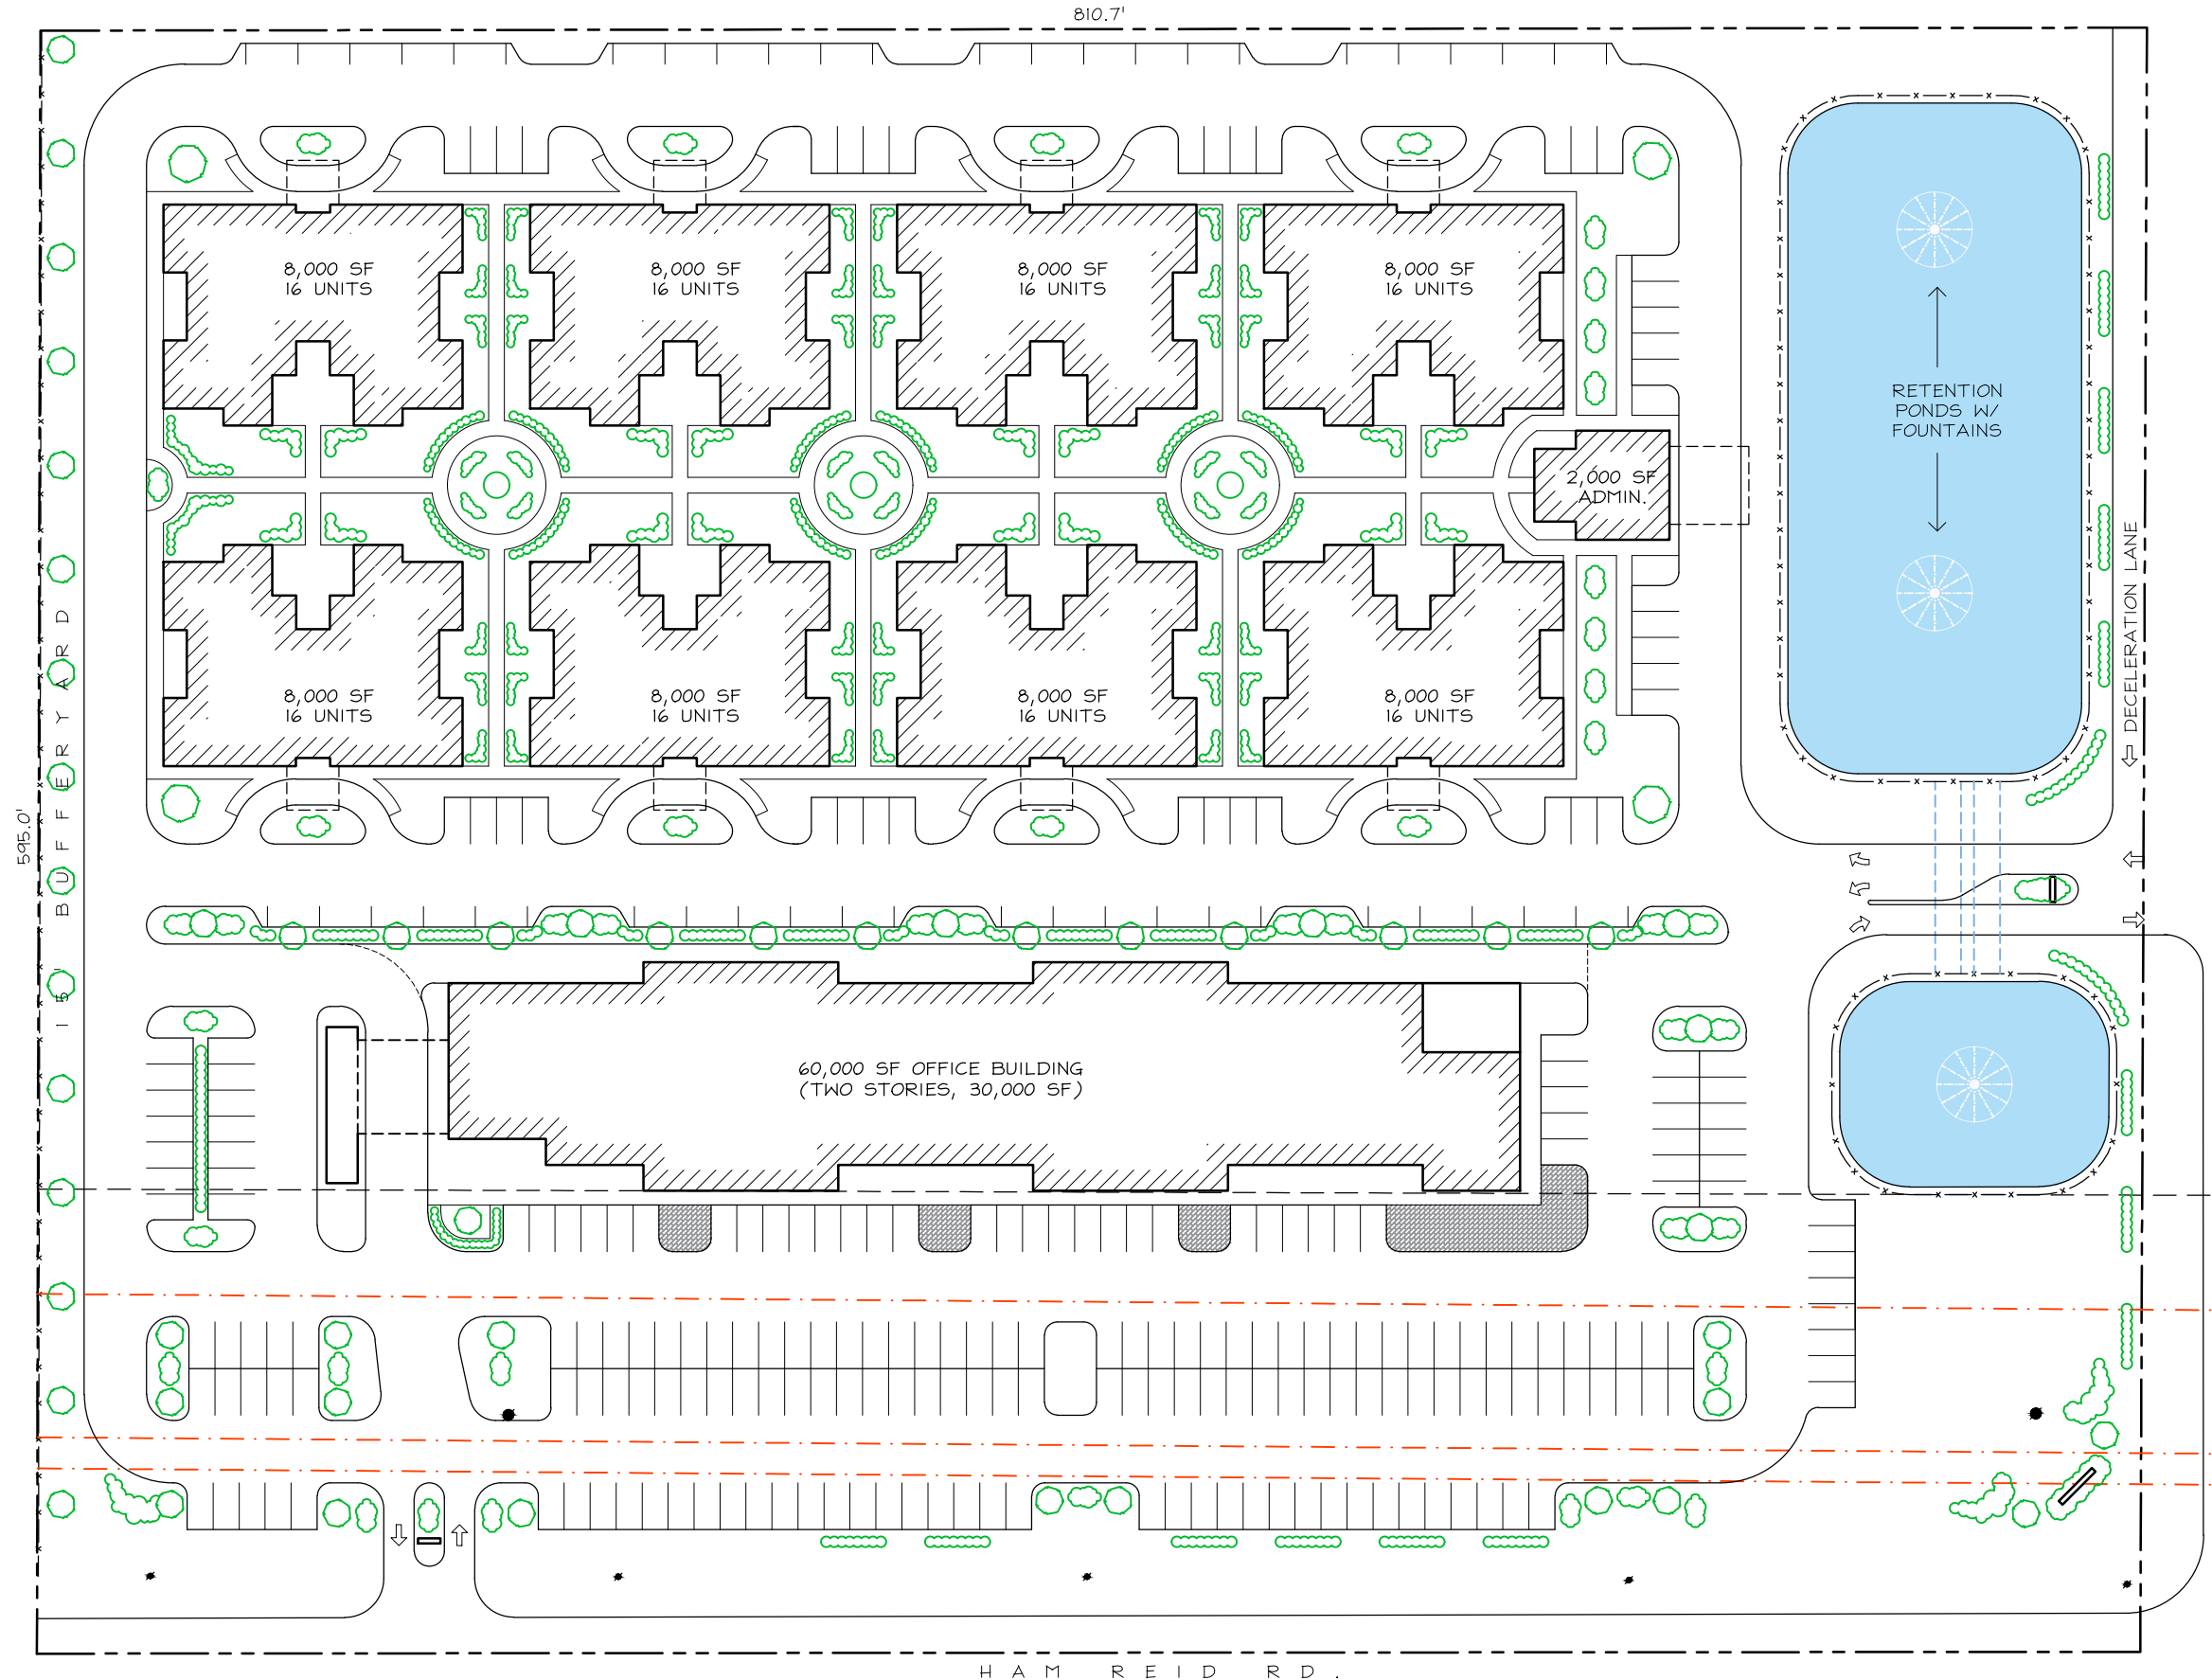 810.7'
8,000 SF
16 UNITS
8,000 SF
16 UNITS
8,000 SF
16 UNITS
8,000 SF
16 UNITS
RETENTION
PONDS W/
FOUNTAINS
2,000 SF
ADMIN.
DECELERATION LANE
8,000 SF
16 UNITS
8,000 SF
16 UNITS
8,000 SF
16 UNITS
8,000 SF
16 UNITS
595.0'
15' BUFFERYARD
60,000 SF OFFICE BUILDING
(TWO STORIES, 30,000 SF)
HAM REID RD.